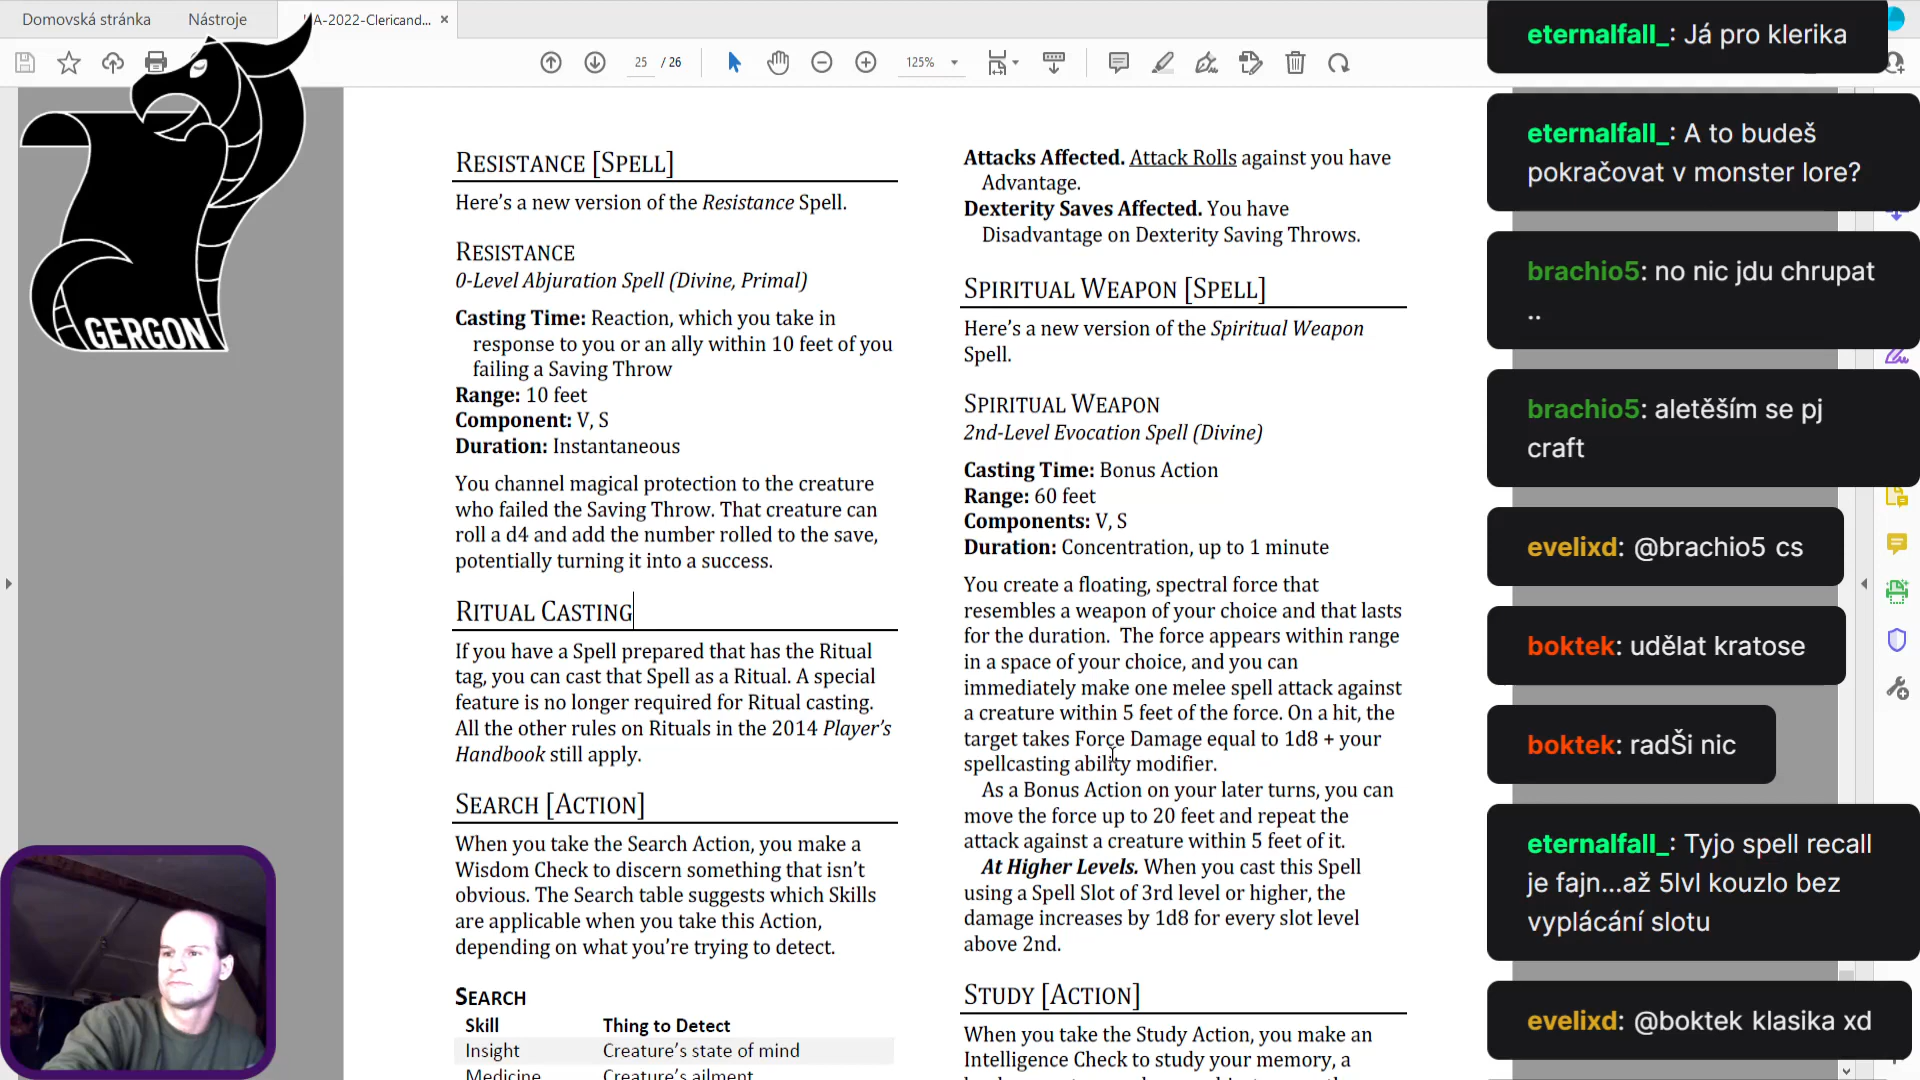 Domovská stránka
Nástroje
A-2022-Clericand...
25 / 26
125%
GERGON
RESISTANCE [SPELL]
Here's a new version of the Resistance Spell.
RESISTANCE
0-Level Abjuration Spell (Divine, Primal)
Casting Time: Reaction, which you take in
response to you or an ally within 10 feet of you
failing a Saving Throw
Range: 10 feet
Component: V, S
Duration: Instantaneous
You channel magical protection to the creature
who failed the Saving Throw. That creature can
roll a d4 and add the number rolled to the save,
potentially turning it into a success.
RITUAL CASTING
If you have a Spell prepared that has the Ritual
tag, you can cast that Spell as a Ritual. A special
feature is no longer required for Ritual casting.
All the other rules on Rituals in the 2014 Player's
Handbook still apply.
SEARCH [ACTION]
When you take the Search Action, you make a
Wisdom Check to discern something that isn't
obvious. The Search table suggests which Skills
are applicable when you take this Action,
depending on what you're trying to detect.
SEARCH
Skill Thing to Detect
Insight Creature's state of mind
Medicine Creature's ailment
Attacks Affected. Attack Rolls against you have
Advantage.
Dexterity Saves Affected. You have
Disadvantage on Dexterity Saving Throws.
SPIRITUAL WEAPON [SPELL]
Here's a new version of the Spiritual Weapon
Spell.
SPIRITUAL WEAPON
2nd-Level Evocation Spell (Divine)
Casting Time: Bonus Action
Range: 60 feet
Components: V, S
Duration: Concentration, up to 1 minute
You create a floating, spectral force that
resembles a weapon of your choice and that lasts
for the duration. The force appears within range
in a space of your choice, and you can
immediately make one melee spell attack against
a creature within 5 feet of the force. On a hit, the
target takes Force Damage equal to 1d8 + your
spellcasting ability modifier.
As a Bonus Action on your later turns, you can
move the force up to 20 feet and repeat the
attack against a creature within 5 feet of it.
At Higher Levels. When you cast this Spell
using a Spell Slot of 3rd level or higher, the
damage increases by 1d8 for every slot level
above 2nd.
STUDY [ACTION]
When you take the Study Action, you make an
Intelligence Check to study your memory, a
eternalfall_: Já pro klerika
eternalfall_: A to budeš
pokračovat v monster lore?
brachio5: no nic jdu chrupat
..
brachio5: aletěším se pj
craft
evelixd: @brachio5 cs
boktek: udělat kratose
boktek: radŠi nic
eternalfall_: Tyjo spell recall
je fajn...až 5lvl kouzlo bez
vyplácání slotu
evelixd: @boktek klasika xd